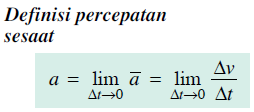 Definisi percepatan
sesaat
a = lim a̅ = lim Δv/Δt
Δt→0 Δt→0